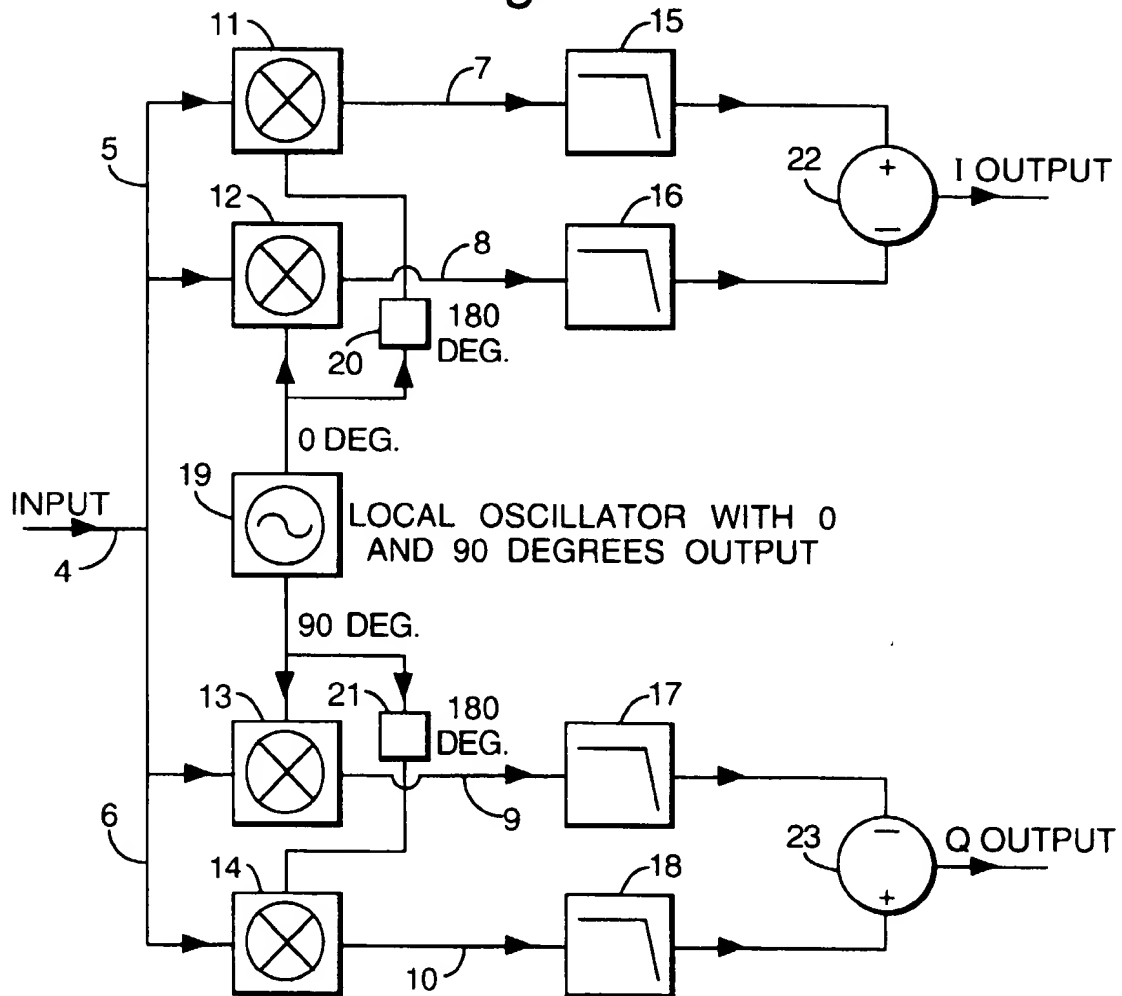 11
15
7
5
22
+
I OUTPUT
12
16
8
−
180
DEG.
20
0 DEG.
19
INPUT
LOCAL OSCILLATOR WITH 0
AND 90 DEGREES OUTPUT
4
90 DEG.
13
21
180
DEG.
17
9
6
−
23
Q OUTPUT
14
18
+
10